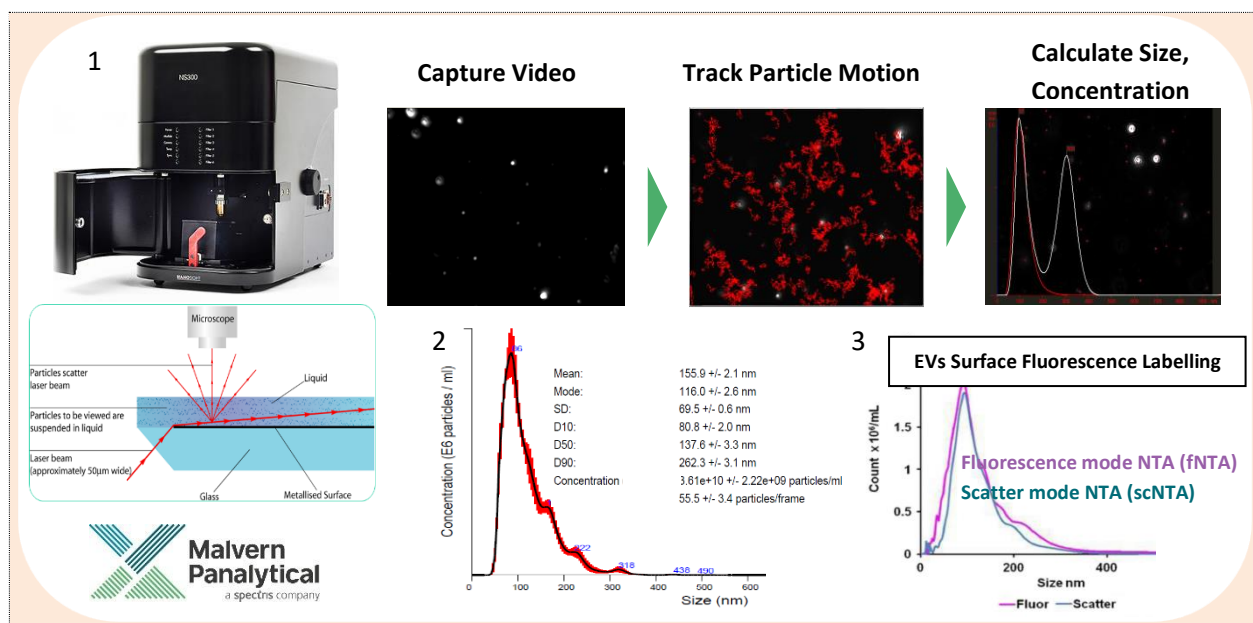 1
NS300
Capture Video
Track Particle Motion
Calculate Size,
Concentration
Microscope
Particles scatter
laser beam
Liquid
Particles to be viewed are
suspended in liquid
Laser beam
(approximately 50µm wide)
Glass
Metallised Surface
Malvern
Panalytical
a spectris company
2
Concentration (E6 particles / ml)
Mean: 155.9 +/- 2.1 nm
Mode: 116.0 +/- 2.6 nm
SD: 69.5 +/- 0.6 nm
D10: 80.8 +/- 2.0 nm
D50: 137.6 +/- 3.3 nm
D90: 262.3 +/- 3.1 nm
Concentration 3.61e+10 +/- 2.22e+09 particles/ml
55.5 +/- 3.4 particles/frame
318
438
490
0 100 200 300 400 500 600
Size (nm)
3
EVs Surface Fluorescence Labelling
Count x 10⁶/mL
2
1
0.5
0
Fluorescence mode NTA (fNTA)
Scatter mode NTA (scNTA)
0 200 400
Size nm
Fluor Scatter